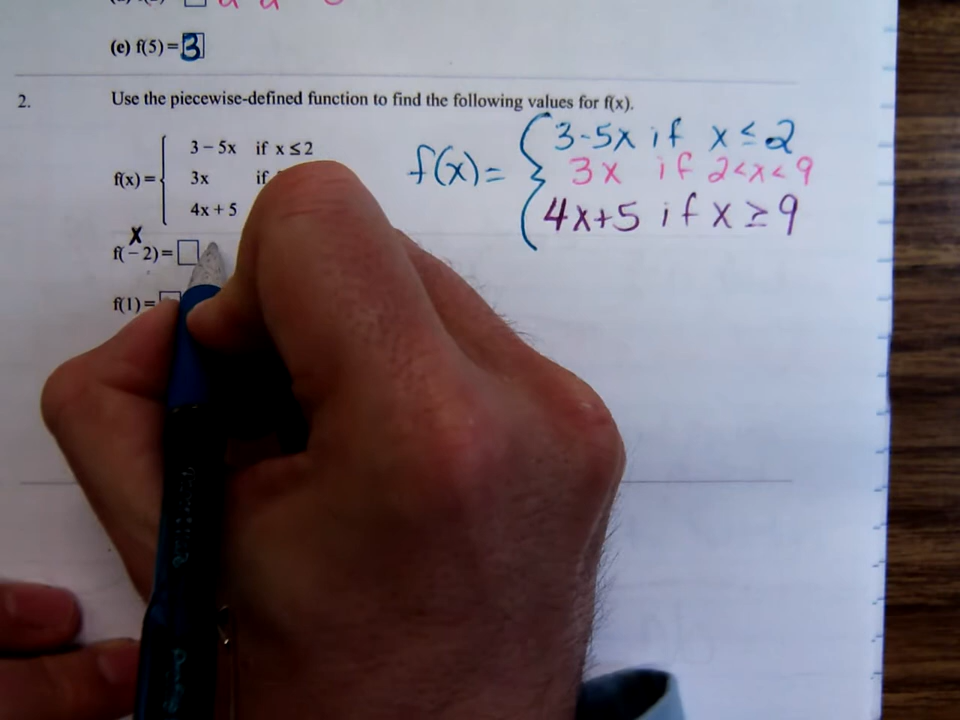 (e) f(5) = 3
2.
Use the piecewise-defined function to find the following values for f(x).
3 − 5x if x ≤ 2
f(x) = { 3x if
4x + 5
f(x) = { 3-5x if x ≤ 2
3x if 2<x<9
4x+5 if x ≥ 9
x
f( − 2) =
f(1) =